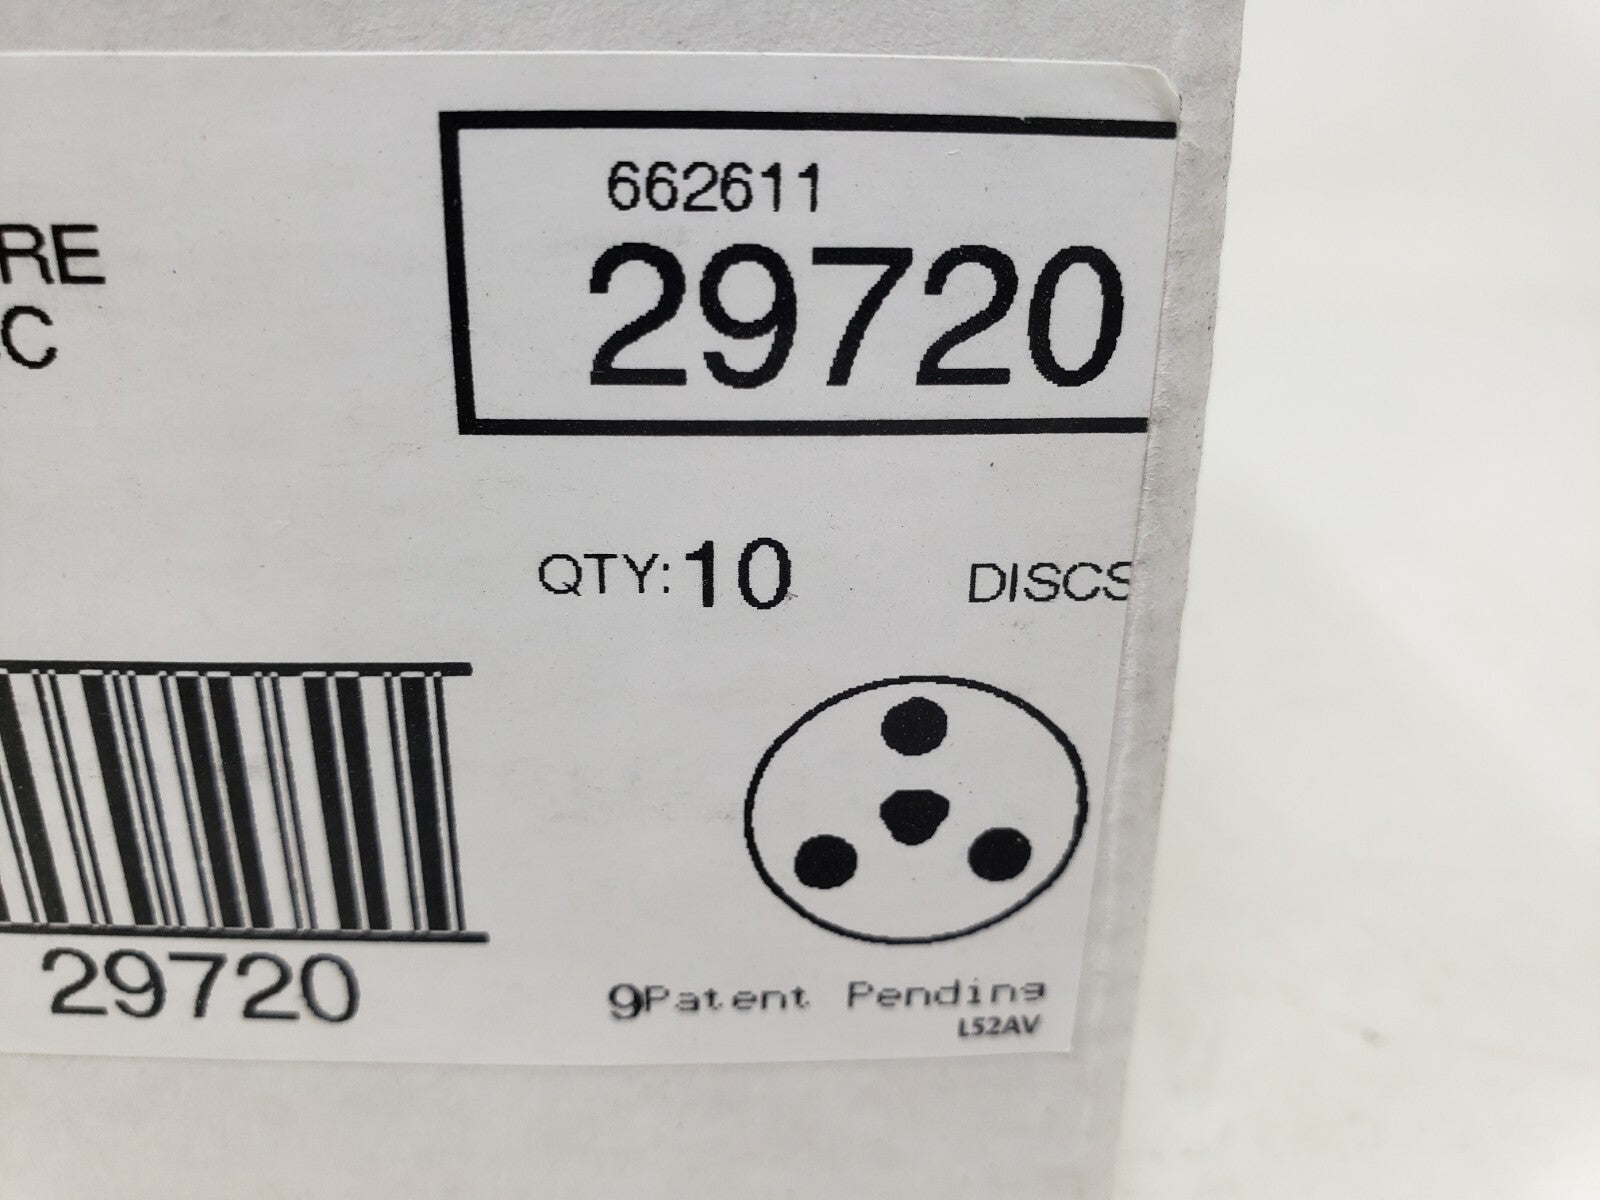 662611
29720
RE
C
QTY: 10 DISCS
29720
9Patent Pending
L52AV